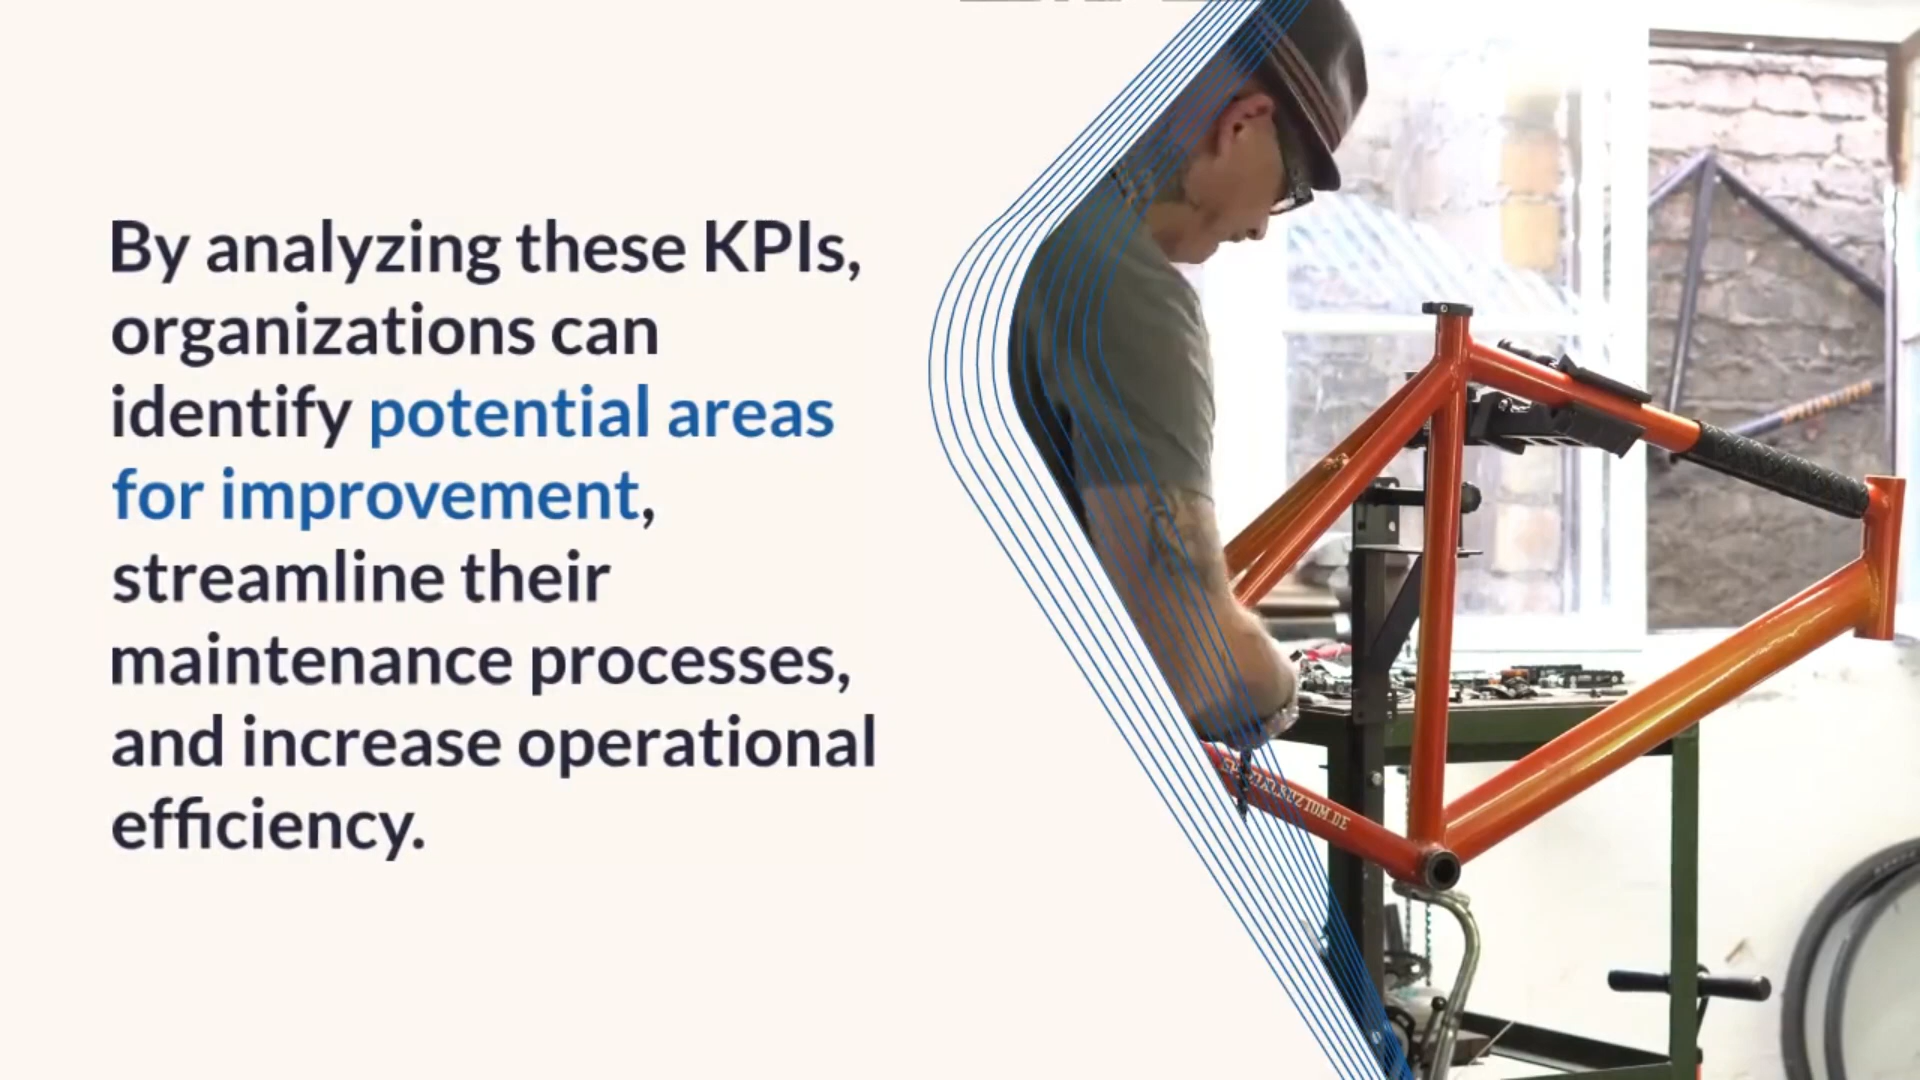 By analyzing these KPIs,
organizations can
identify potential areas
for improvement,
streamline their
maintenance processes,
and increase operational
efficiency.